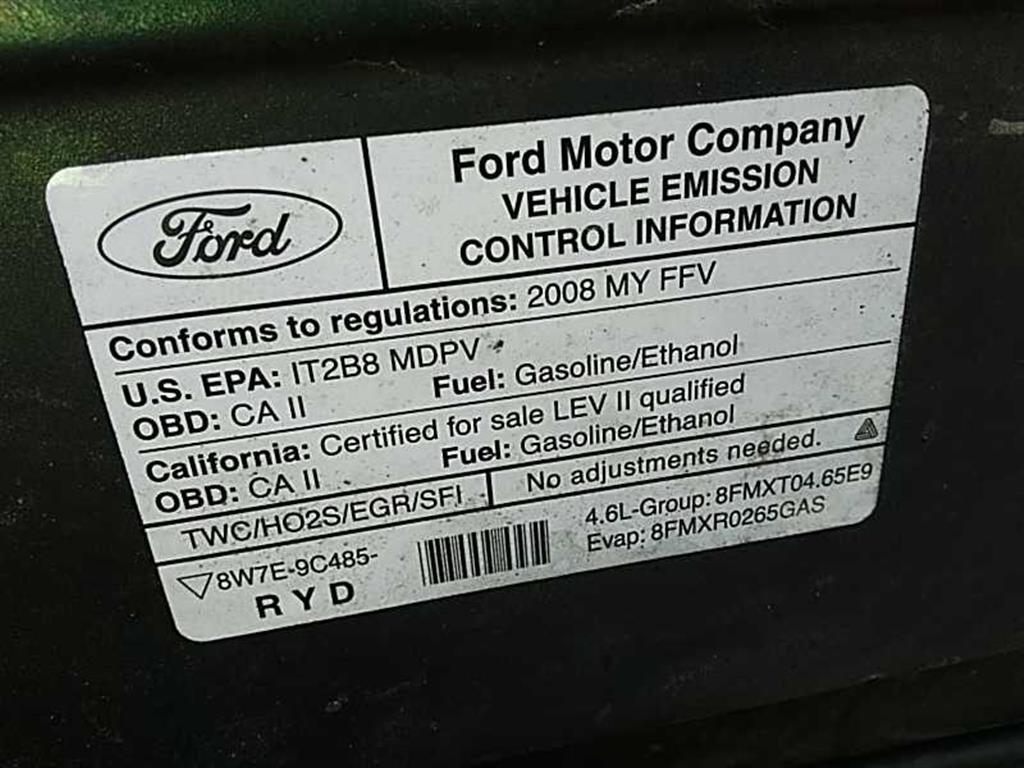 Ford
Ford Motor Company
VEHICLE EMISSION
CONTROL INFORMATION
Conforms to regulations: 2008 MY FFV
U.S. EPA: IT2B8 MDPV
OBD: CA II Fuel: Gasoline/Ethanol
California: Certified for sale LEV II qualified
OBD: CA II Fuel: Gasoline/Ethanol
TWC/HO2S/EGR/SFI No adjustments needed.
8W7E-9C485-
RYD
4.6L-Group: 8FMXT04.65E9
Evap: 8FMXR0265GAS